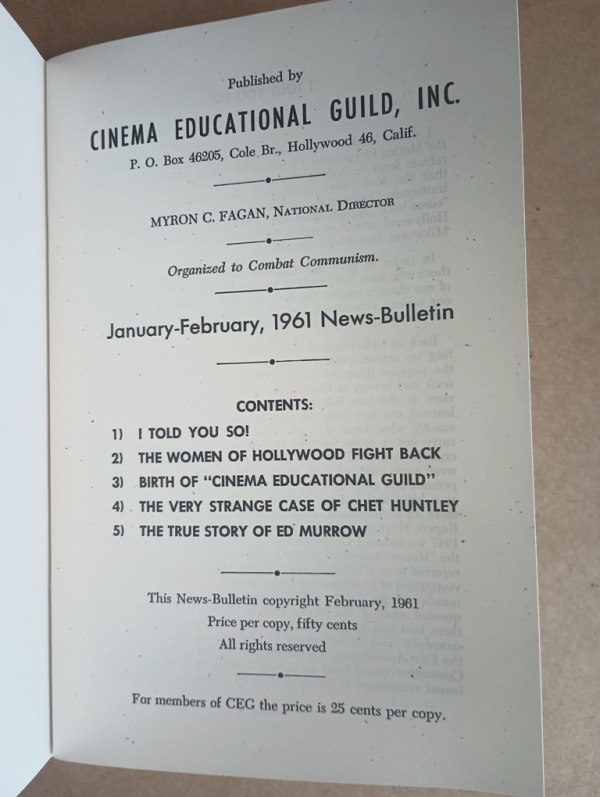 Published by
CINEMA EDUCATIONAL GUILD, INC.
P. O. Box 46205, Cole Br., Hollywood 46, Calif.
MYRON C. FAGAN, NATIONAL DIRECTOR
Organized to Combat Communism.
January-February, 1961 News-Bulletin
CONTENTS:
1) I TOLD YOU SO!
2) THE WOMEN OF HOLLYWOOD FIGHT BACK
3) BIRTH OF "CINEMA EDUCATIONAL GUILD"
4) THE VERY STRANGE CASE OF CHET HUNTLEY
5) THE TRUE STORY OF ED MURROW
This News-Bulletin copyright February, 1961
Price per copy, fifty cents
All rights reserved
For members of CEG the price is 25 cents per copy.